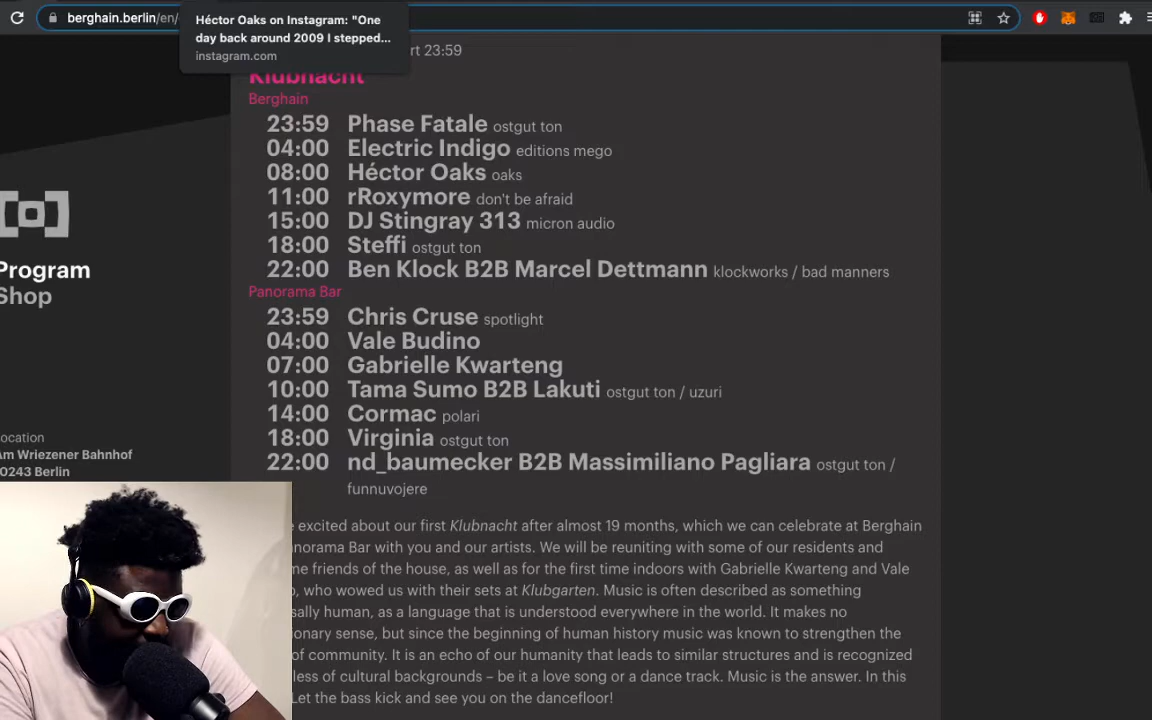 berghain.berlin/en/
Héctor Oaks on Instagram: "One
day back around 2009 I stepped...
instagram.com
rt 23:59
Klubnacht
Berghain
23:59 Phase Fatale ostgut ton
04:00 Electric Indigo editions mego
08:00 Héctor Oaks oaks
11:00 rRoxymore don't be afraid
15:00 DJ Stingray 313 micron audio
18:00 Steffi ostgut ton
22:00 Ben Klock B2B Marcel Dettmann klockworks / bad manners
Panorama Bar
23:59 Chris Cruse spotlight
04:00 Vale Budino
07:00 Gabrielle Kwarteng
10:00 Tama Sumo B2B Lakuti ostgut ton / uzuri
14:00 Cormac polari
18:00 Virginia ostgut ton
22:00 nd_baumecker B2B Massimiliano Pagliara ostgut ton /
funnuvojere
excited about our first Klubnacht after almost 19 months, which we can celebrate at Berghain
norama Bar with you and our artists. We will be reuniting with some of our residents and
me friends of the house, as well as for the first time indoors with Gabrielle Kwarteng and Vale
, who wowed us with their sets at Klubgarten. Music is often described as something
sally human, as a language that is understood everywhere in the world. It makes no
ionary sense, but since the beginning of human history music was known to strengthen the
of community. It is an echo of our humanity that leads to similar structures and is recognized
less of cultural backgrounds – be it a love song or a dance track. Music is the answer. In this
Let the bass kick and see you on the dancefloor!
Program
Shop
ocation
Am Wriezener Bahnhof
0243 Berlin